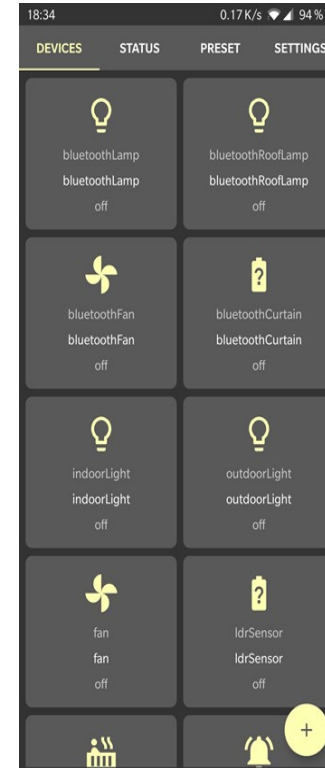 18:34 0.17 K/s 94 %
DEVICES STATUS PRESET SETTINGS
bluetoothLamp
bluetoothLamp
off
bluetoothRoofLamp
bluetoothRoofLamp
off
bluetoothFan
bluetoothFan
off
bluetoothCurtain
bluetoothCurtain
off
indoorLight
indoorLight
off
outdoorLight
outdoorLight
off
fan
fan
off
ldrSensor
ldrSensor
off
+